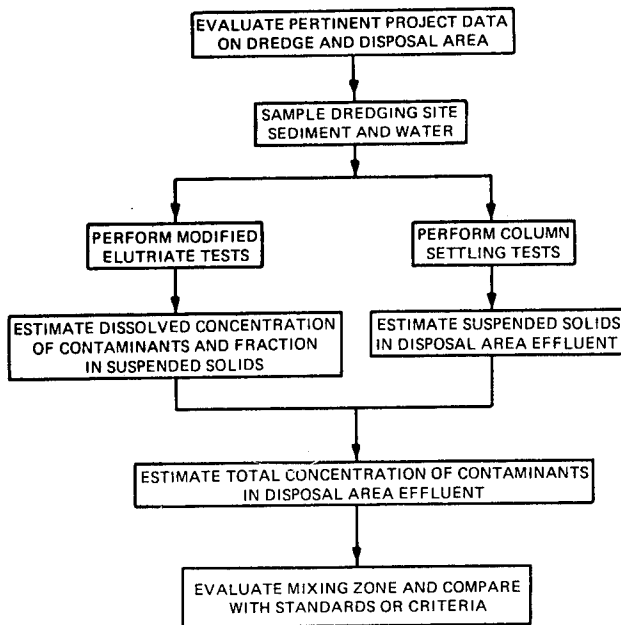 EVALUATE PERTINENT PROJECT DATA
ON DREDGE AND DISPOSAL AREA
SAMPLE DREDGING SITE
SEDIMENT AND WATER
PERFORM MODIFIED
ELUTRIATE TESTS
PERFORM COLUMN
SETTLING TESTS
ESTIMATE DISSOLVED CONCENTRATION
OF CONTAMINANTS AND FRACTION
IN SUSPENDED SOLIDS
ESTIMATE SUSPENDED SOLIDS
IN DISPOSAL AREA EFFLUENT
ESTIMATE TOTAL CONCENTRATION OF CONTAMINANTS
IN DISPOSAL AREA EFFLUENT
EVALUATE MIXING ZONE AND COMPARE
WITH STANDARDS OR CRITERIA